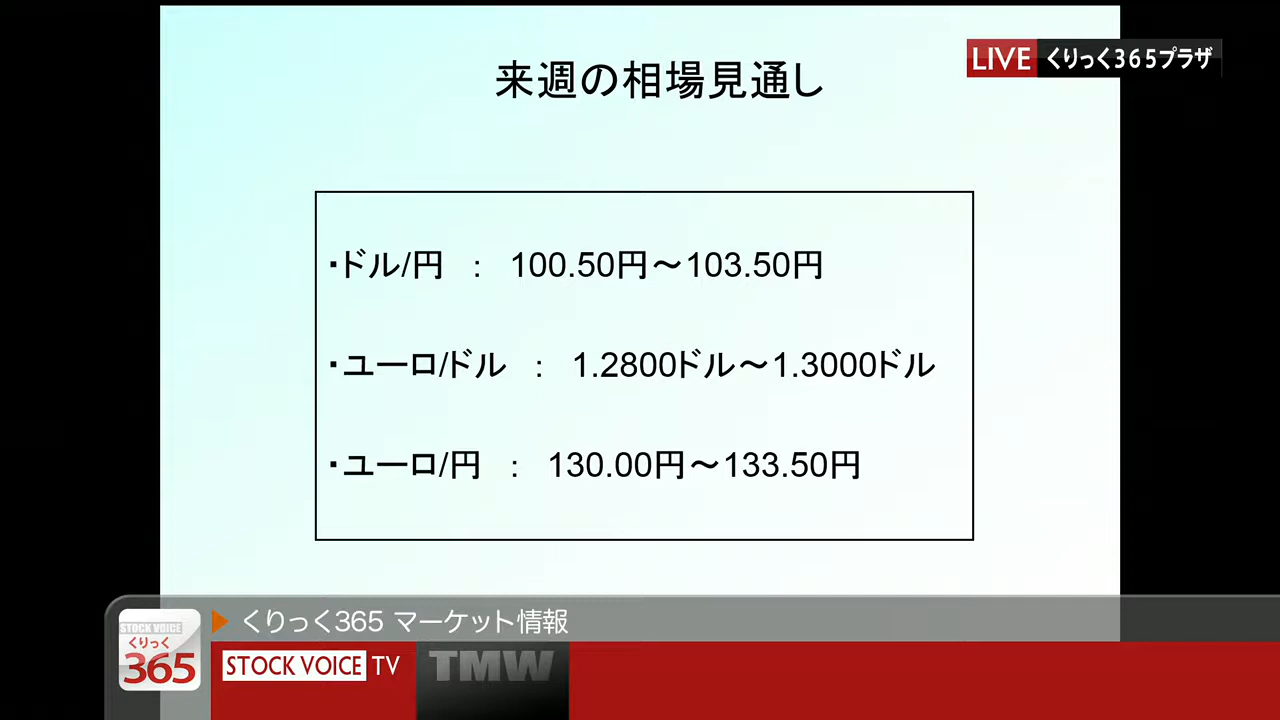 来週の相場見通し
LIVE くりっく365プラザ
・ドル/円 : 100.50円～103.50円
・ユーロ/ドル : 1.2800ドル～1.3000ドル
・ユーロ/円 : 130.00円～133.50円
くりっく365 マーケット情報
STOCK VOICE
くりっく
365
STOCK VOICE TV
TMW